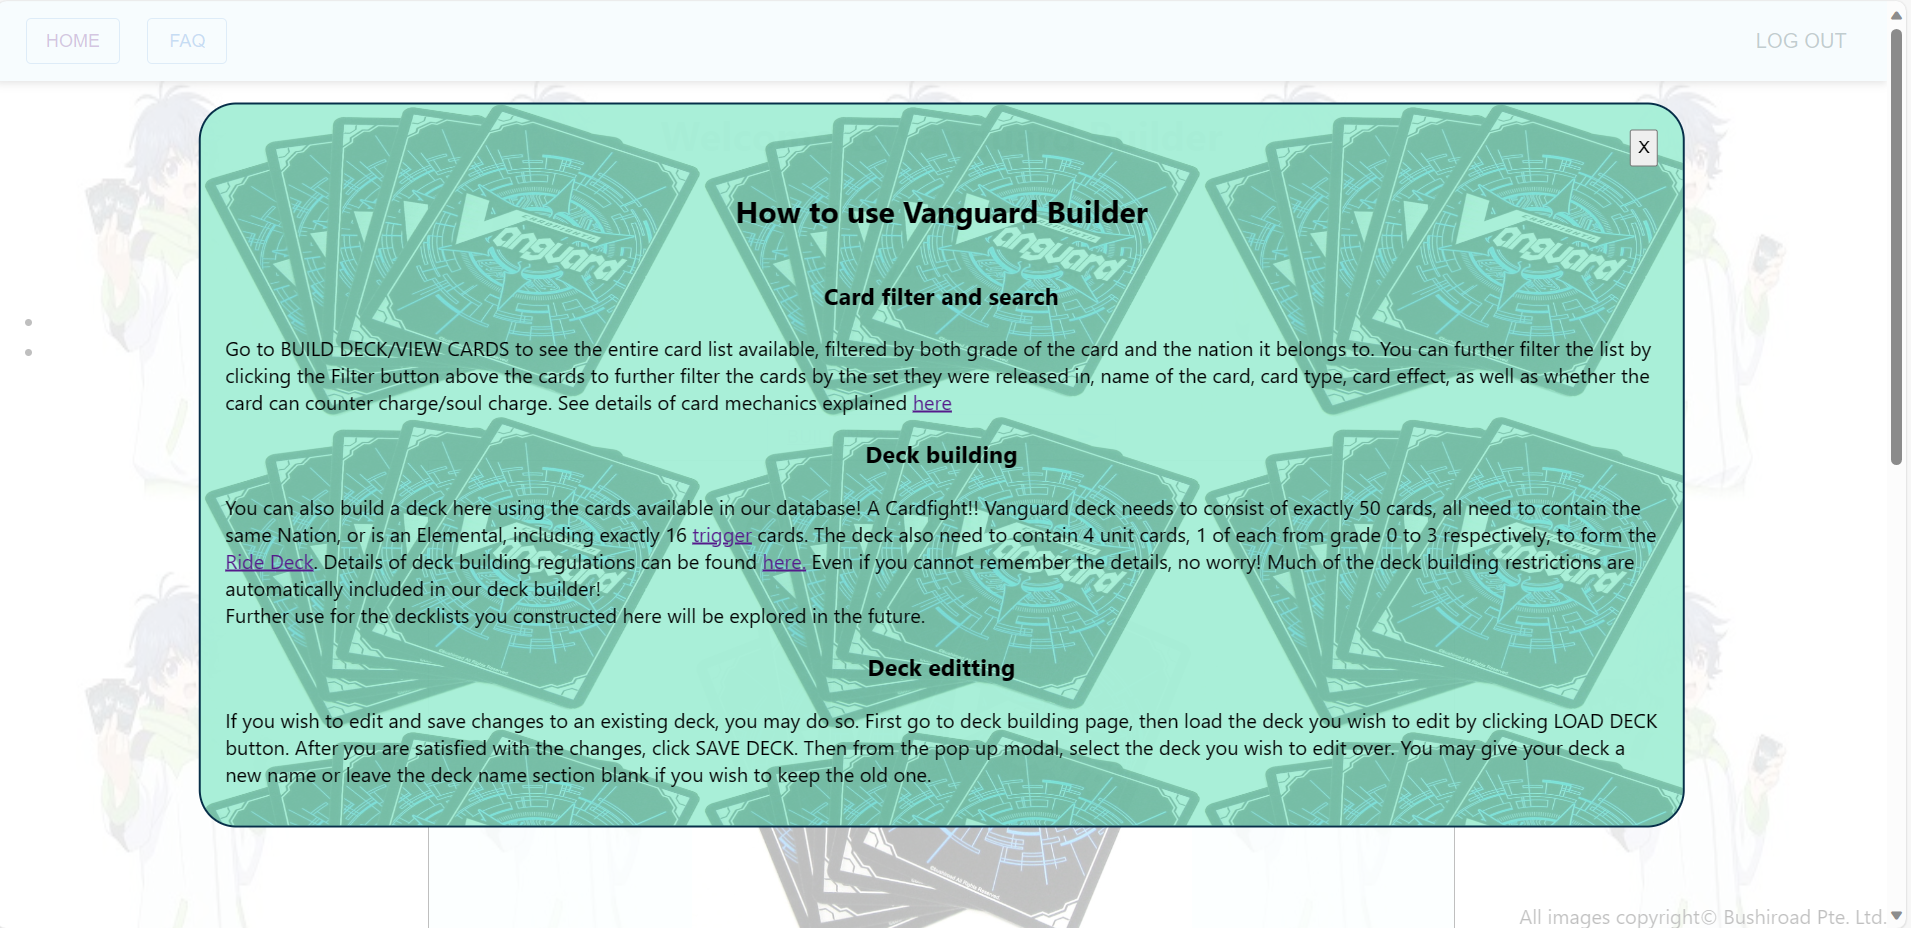 HOME
FAQ
LOG OUT
X
How to use Vanguard Builder
Card filter and search
Go to BUILD DECK/VIEW CARDS to see the entire card list available, filtered by both grade of the card and the nation it belongs to. You can further filter the list by
clicking the Filter button above the cards to further filter the cards by the set they were released in, name of the card, card type, card effect, as well as whether the
card can counter charge/soul charge. See details of card mechanics explained here
Deck building
You can also build a deck here using the cards available in our database! A Cardfight!! Vanguard deck needs to consist of exactly 50 cards, all need to contain the
same Nation, or is an Elemental, including exactly 16 trigger cards. The deck also need to contain 4 unit cards, 1 of each from grade 0 to 3 respectively, to form the
Ride Deck. Details of deck building regulations can be found here. Even if you cannot remember the details, no worry! Much of the deck building restrictions are
automatically included in our deck builder!
Further use for the decklists you constructed here will be explored in the future.
Deck editting
If you wish to edit and save changes to an existing deck, you may do so. First go to deck building page, then load the deck you wish to edit by clicking LOAD DECK
button. After you are satisfied with the changes, click SAVE DECK. Then from the pop up modal, select the deck you wish to edit over. You may give your deck a
new name or leave the deck name section blank if you wish to keep the old one.
All images copyright© Bushiroad Pte. Ltd.